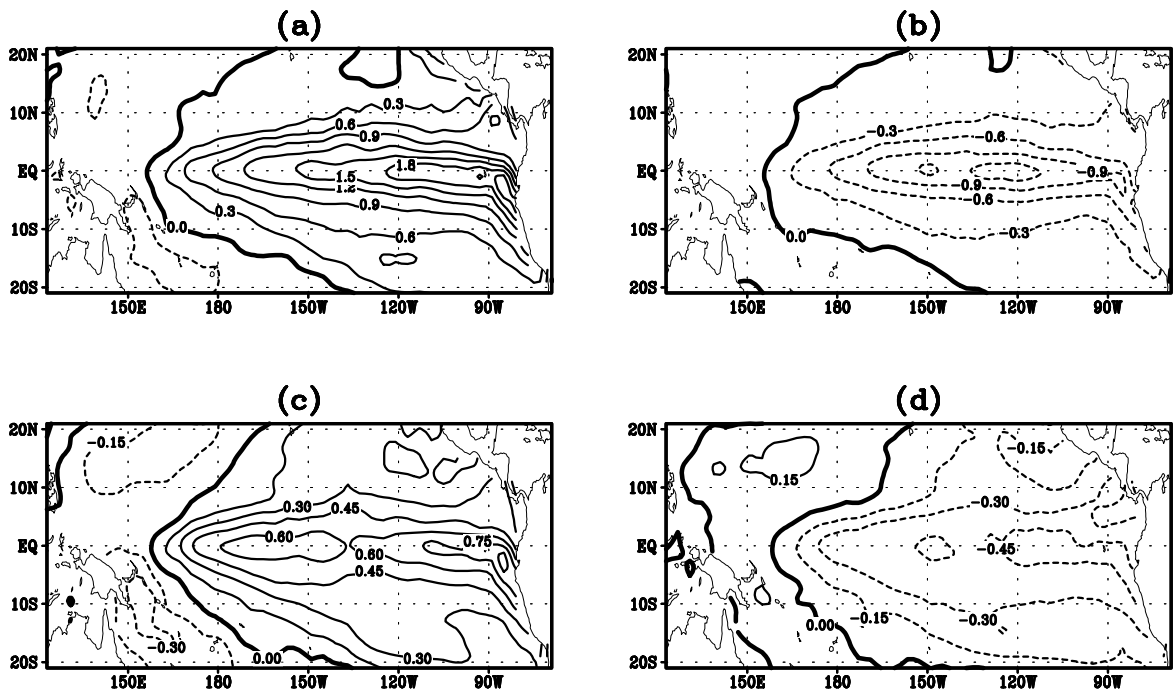 (a) (b)
20N 20N
10N 0.3 10N
0.6 -0.3 0.6
0.9
1.8
EQ 1.5 EQ -0.9
1.2 0.9
0.3 0.9 0.6
10S 0.0 0.6 10S 0.0 -0.3
20S 20S
150E 180 150W 120W 90W 150E 180 150W 120W 90W
(c) (d)
20N -0.15 20N -0.15
0.15
10N 10N
0.30 0.45 -0.30
0.60 0.75
EQ 0.60 EQ -0.45
0.45
10S 10S
-0.30 0.00 -0.15 -0.30
20S 0.00 0.30 20S
150E 180 150W 120W 90W 150E 180 150W 120W 90W